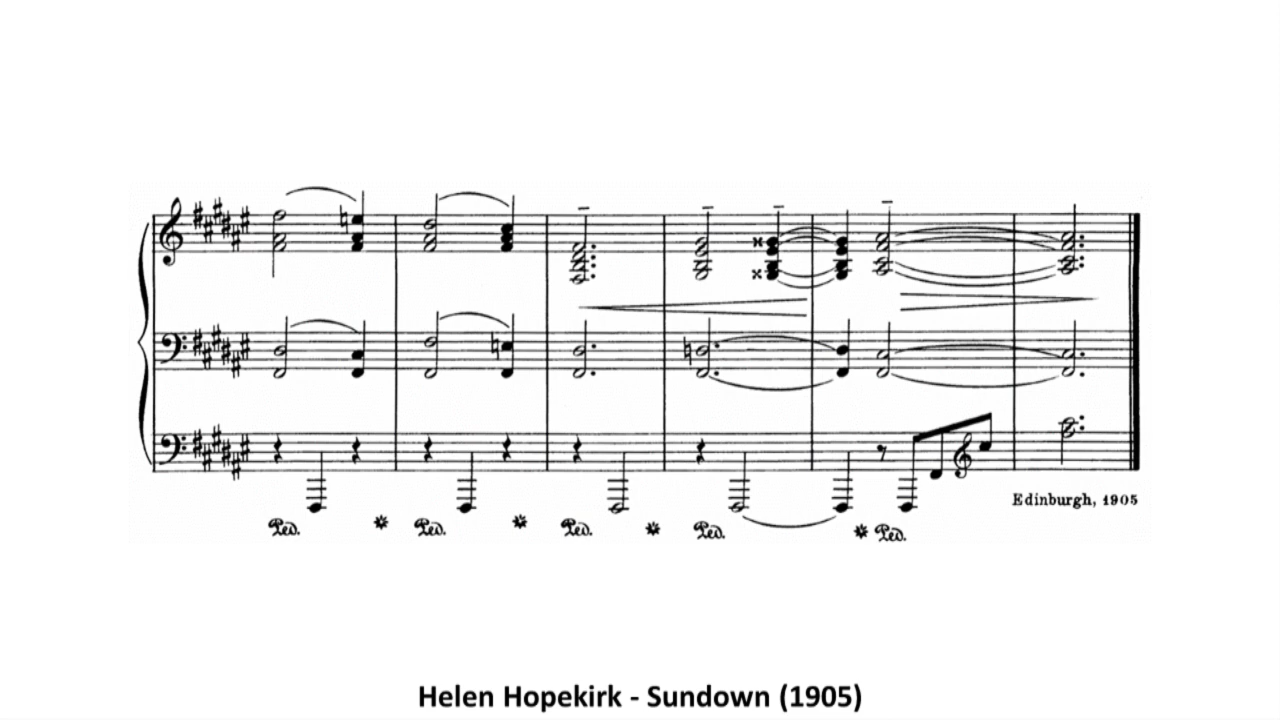 Edinburgh, 1905
Ped. Ped. Ped. Ped. Ped.
Helen Hopekirk - Sundown (1905)